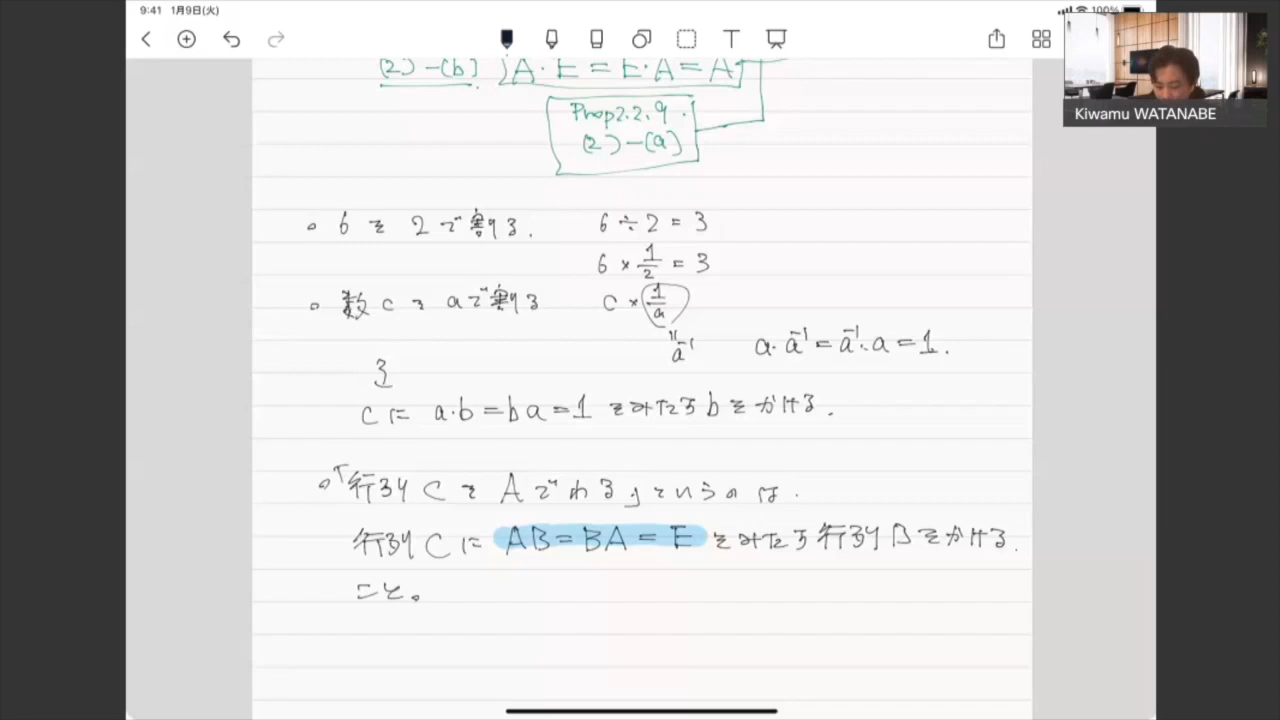 9:41 1月9日(火)
100%
(2)-(b) A・E=E・A=A
Prop2.2.9.
(2)-(a)
Kiwamu WATANABE
。6を2で割る. 6÷2=3
6×1/2=3
。数cをaで割る c×1/a
a⁻¹ a・a⁻¹=a⁻¹・a=1.
cに a・b=ba=1 をみたすbをかける.
。「行列CをAでわる」というのは.
行列Cに AB=BA=E をみたす行列Bをかける.
こと。